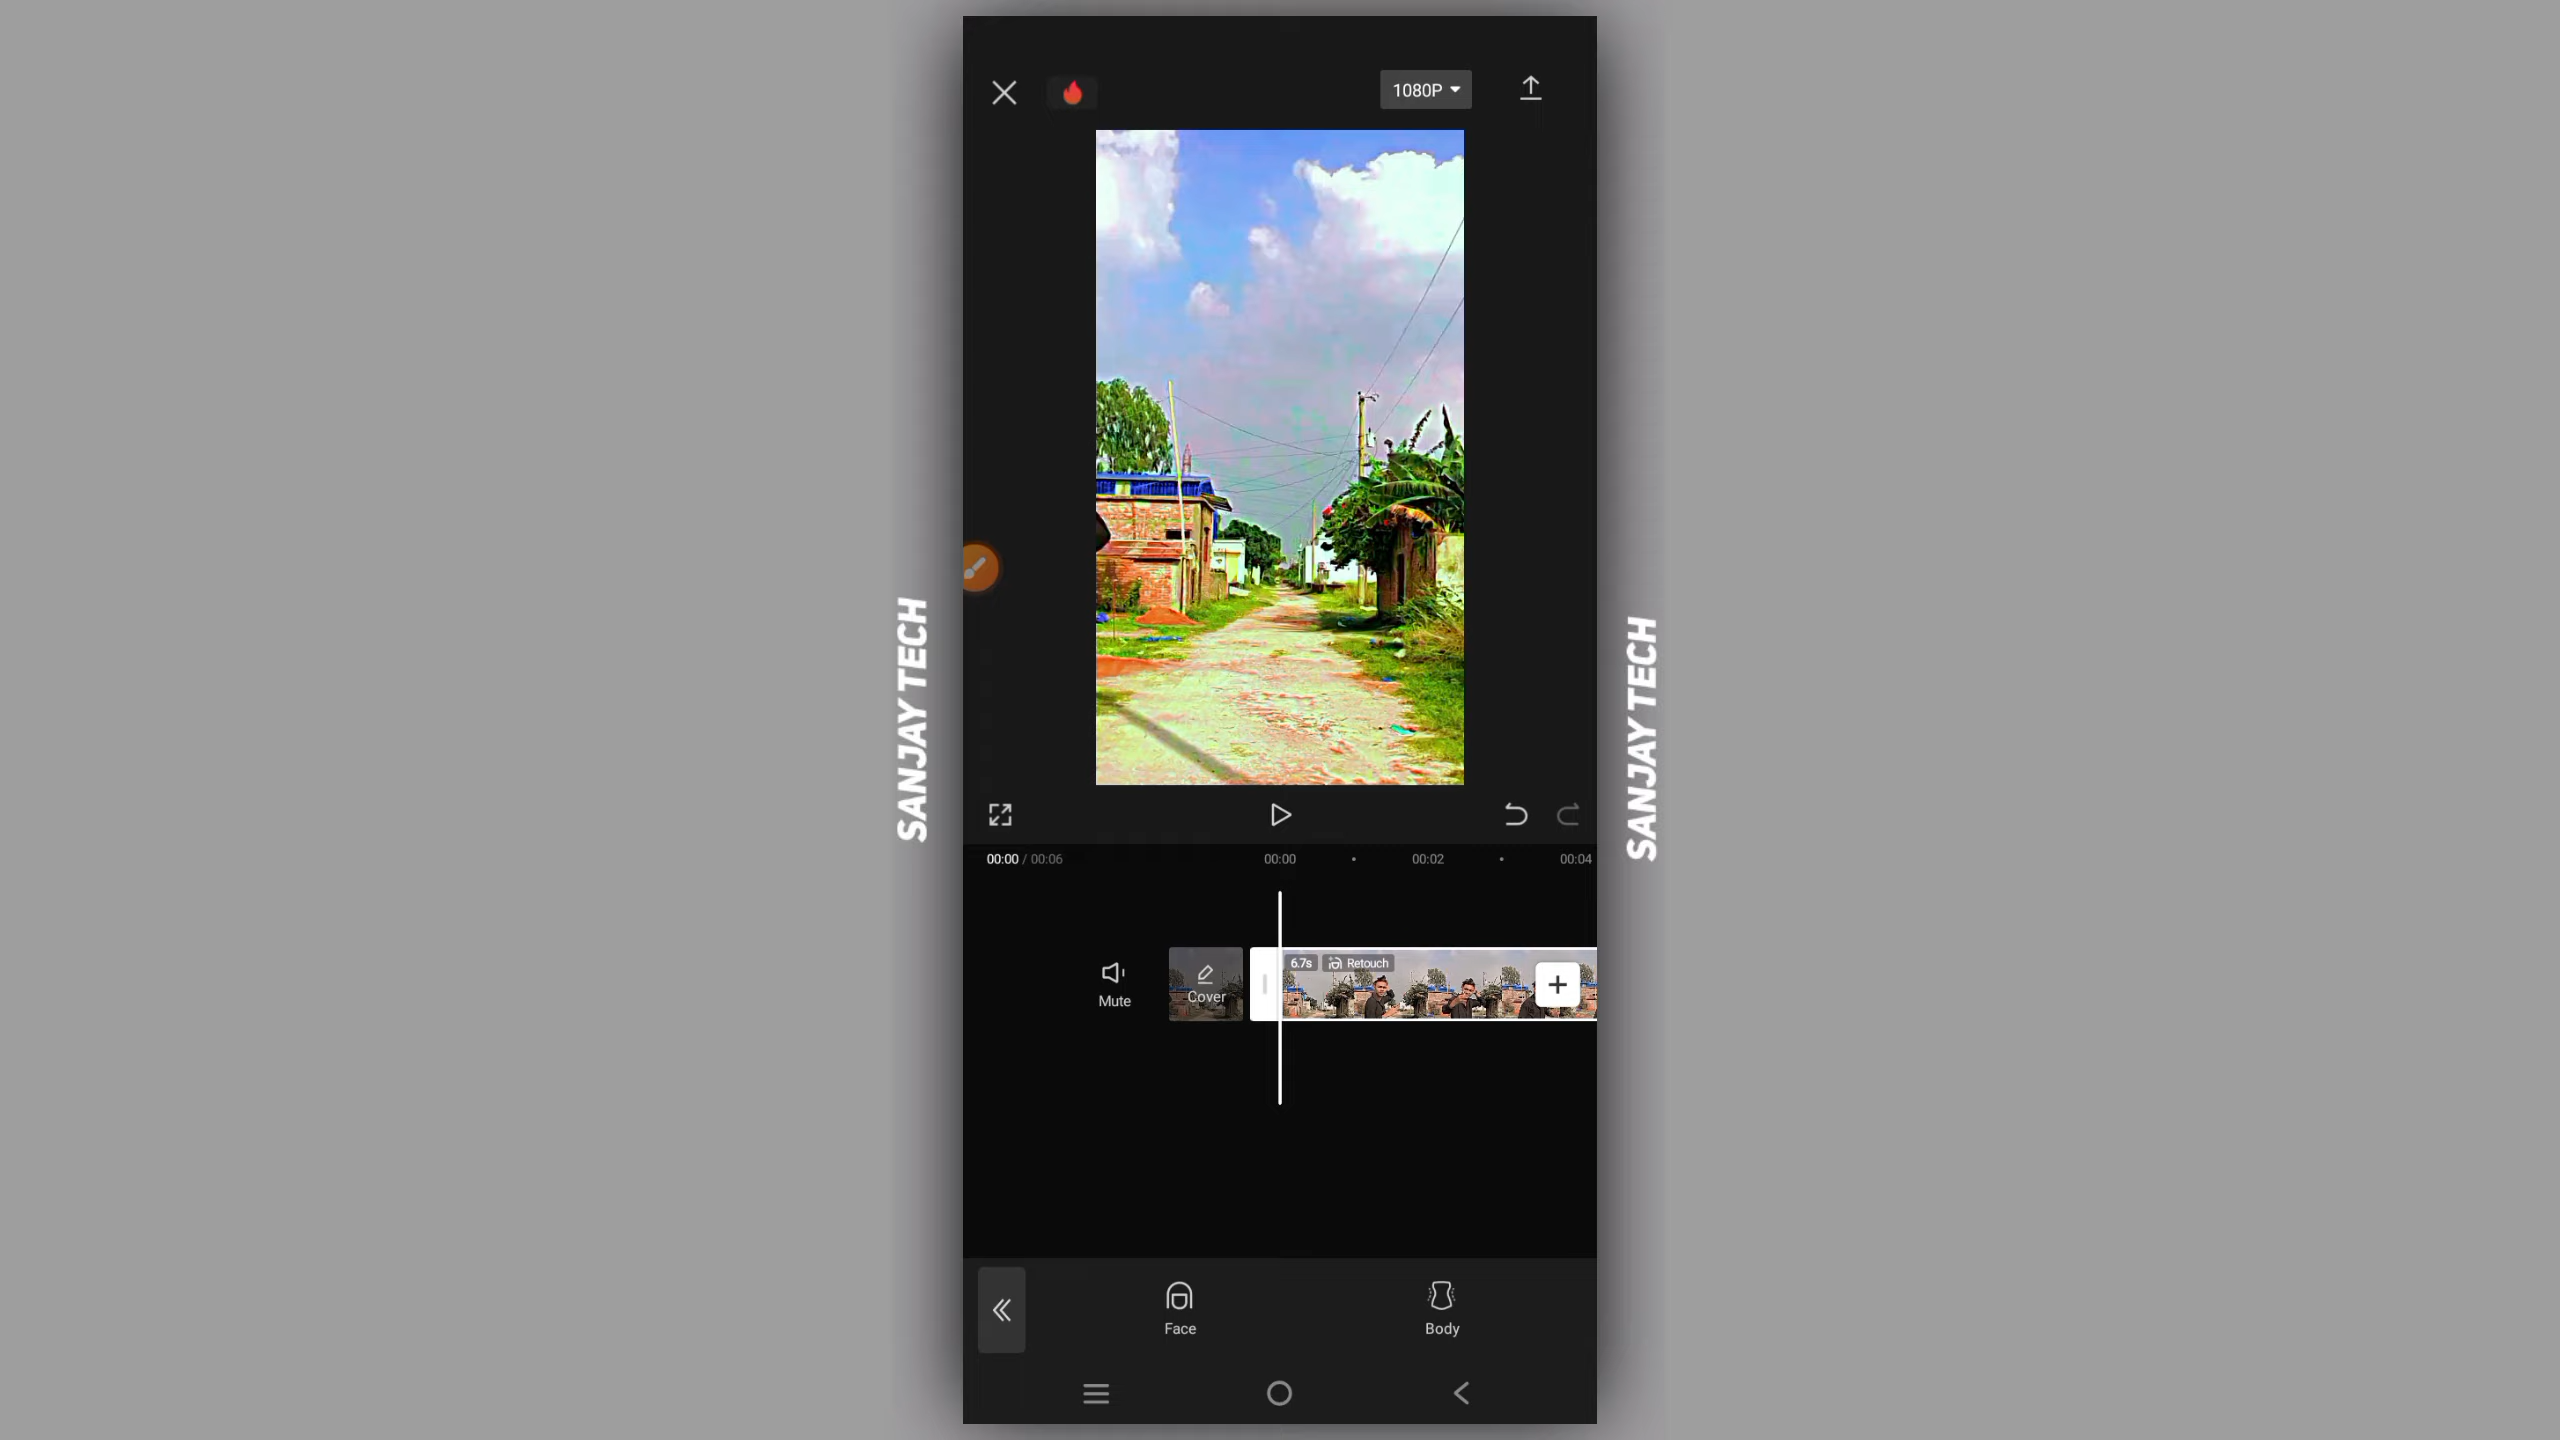 1080P
SANJAY TECH
SANJAY TECH
00:00 / 00:06
00:00
00:02
00:04
Mute
Cover
6.7s
Retouch
Face
Body